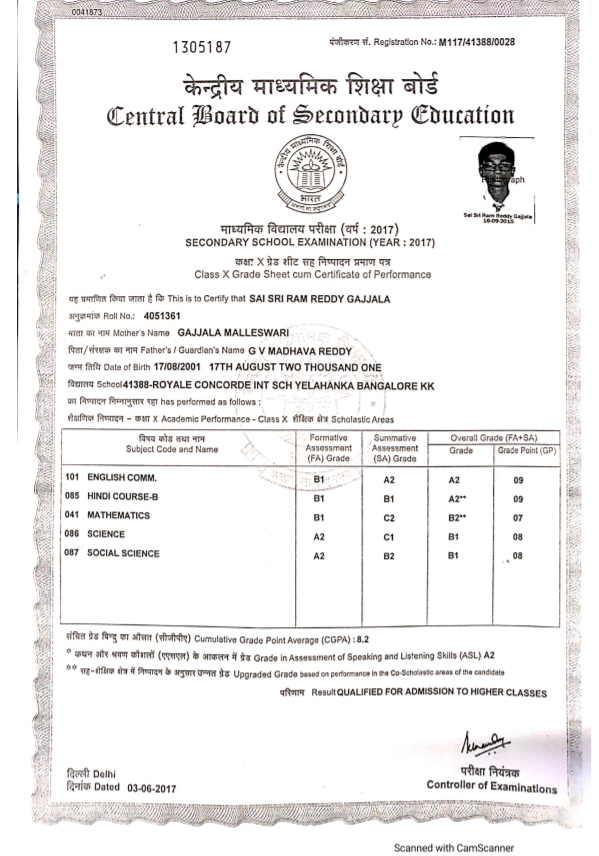 0041873
1305187
पंजीकरण सं. Registration No.: M117/41388/0028
केन्द्रीय माध्यमिक शिक्षा बोर्ड
Central Board of Secondary Education
केन्द्रीय माध्यमिक शिक्षा बोर्ड
भारत
Sai Sri Ram Reddy Gajjala
18-09-2015
माध्यमिक विद्यालय परीक्षा (वर्ष : 2017)
SECONDARY SCHOOL EXAMINATION (YEAR : 2017)
कक्षा X ग्रेड शीट सह निष्पादन प्रमाण पत्र
Class X Grade Sheet cum Certificate of Performance
यह प्रमाणित किया जाता है कि This is to Certify that SAI SRI RAM REDDY GAJJALA
अनुक्रमांक Roll No.: 4051361
माता का नाम Mother's Name GAJJALA MALLESWARI
पिता/संरक्षक का नाम Father's / Guardian's Name G V MADHAVA REDDY
जन्म तिथि Date of Birth 17/08/2001 17TH AUGUST TWO THOUSAND ONE
विद्यालय School 41388-ROYALE CONCORDE INT SCH YELAHANKA BANGALORE KK
का निष्पादन निम्नानुसार रहा has performed as follows :
शैक्षणिक निष्पादन – कक्षा X Academic Performance - Class X शैक्षिक क्षेत्र Scholastic Areas
विषय कोड तथा नाम
Subject Code and Name
Formative Assessment (FA) Grade
Summative Assessment (SA) Grade
Overall Grade (FA+SA)
Grade
Grade Point (GP)
101 ENGLISH COMM. B1 A2 A2 09
085 HINDI COURSE-B B1 B1 A2** 09
041 MATHEMATICS B1 C2 B2** 07
086 SCIENCE A2 C1 B1 08
087 SOCIAL SCIENCE A2 B2 B1 08
संचित ग्रेड बिन्दु का औसत (सीजीपीए) Cumulative Grade Point Average (CGPA) : 8.2
* कथन और श्रवण कौशलों (एएसएल) के आकलन में ग्रेड Grade in Assessment of Speaking and Listening Skills (ASL) A2
** सह-शैक्षिक क्षेत्र में निष्पादन के अनुसार उन्नत ग्रेड Upgraded Grade based on performance in the Co-Scholastic areas of the candidate
परिणाम Result QUALIFIED FOR ADMISSION TO HIGHER CLASSES
दिल्ली Delhi
दिनांक Dated 03-06-2017
परीक्षा नियंत्रक
Controller of Examinations
Scanned with CamScanner